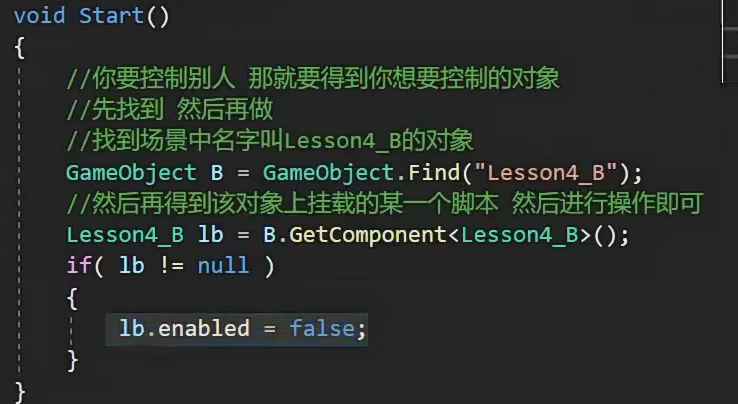 void Start()
{
//你要控制别人 那就要得到你想要控制的对象
//先找到 然后再做
//找到场景中名字叫Lesson4_B的对象
GameObject B = GameObject.Find("Lesson4_B");
//然后再得到该对象上挂载的某一个脚本 然后进行操作即可
Lesson4_B lb = B.GetComponent<Lesson4_B>();
if( lb != null )
{
lb.enabled = false;
}
}